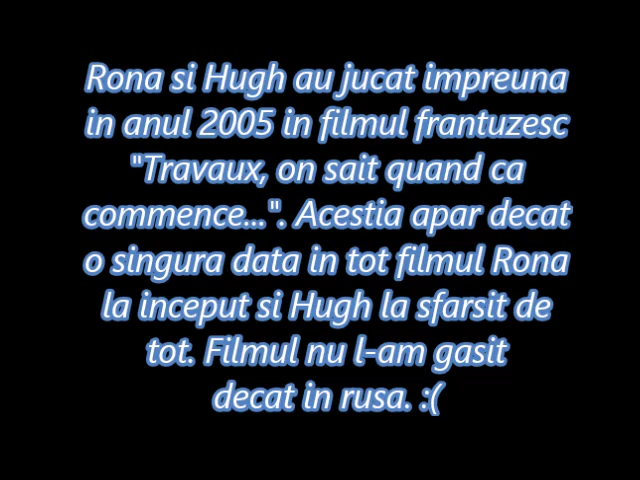 Rona si Hugh au jucat impreuna
in anul 2005 in filmul frantuzesc
"Travaux, on sait quand ca
commence...". Acestia apar decat
o singura data in tot filmul Rona
la inceput si Hugh la sfarsit de
tot. Filmul nu l-am gasit
decat in rusa. :(